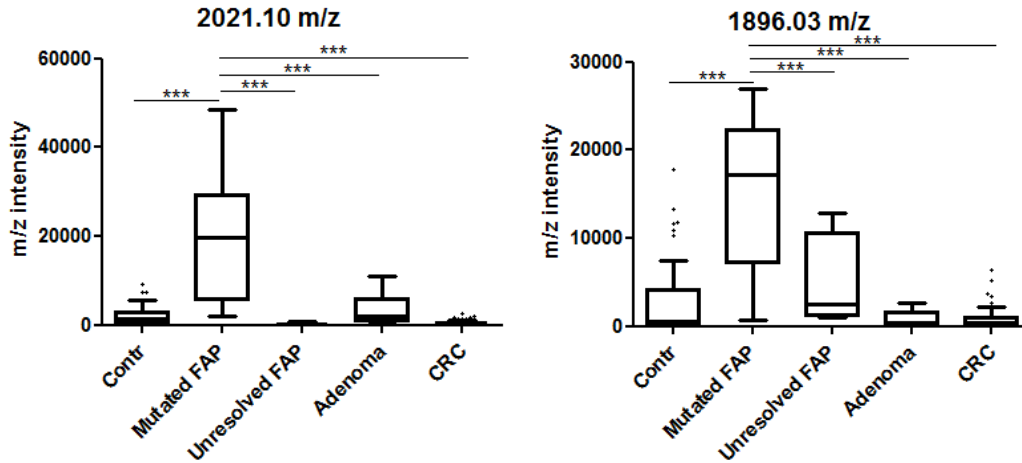 2021.10 m/z
m/z intensity
60000
40000
20000
0
***
***
***
***
Contr
Mutated FAP
Unresolved FAP
Adenoma
CRC
1896.03 m/z
m/z intensity
30000
20000
10000
0
***
***
***
***
Contr
Mutated FAP
Unresolved FAP
Adenoma
CRC